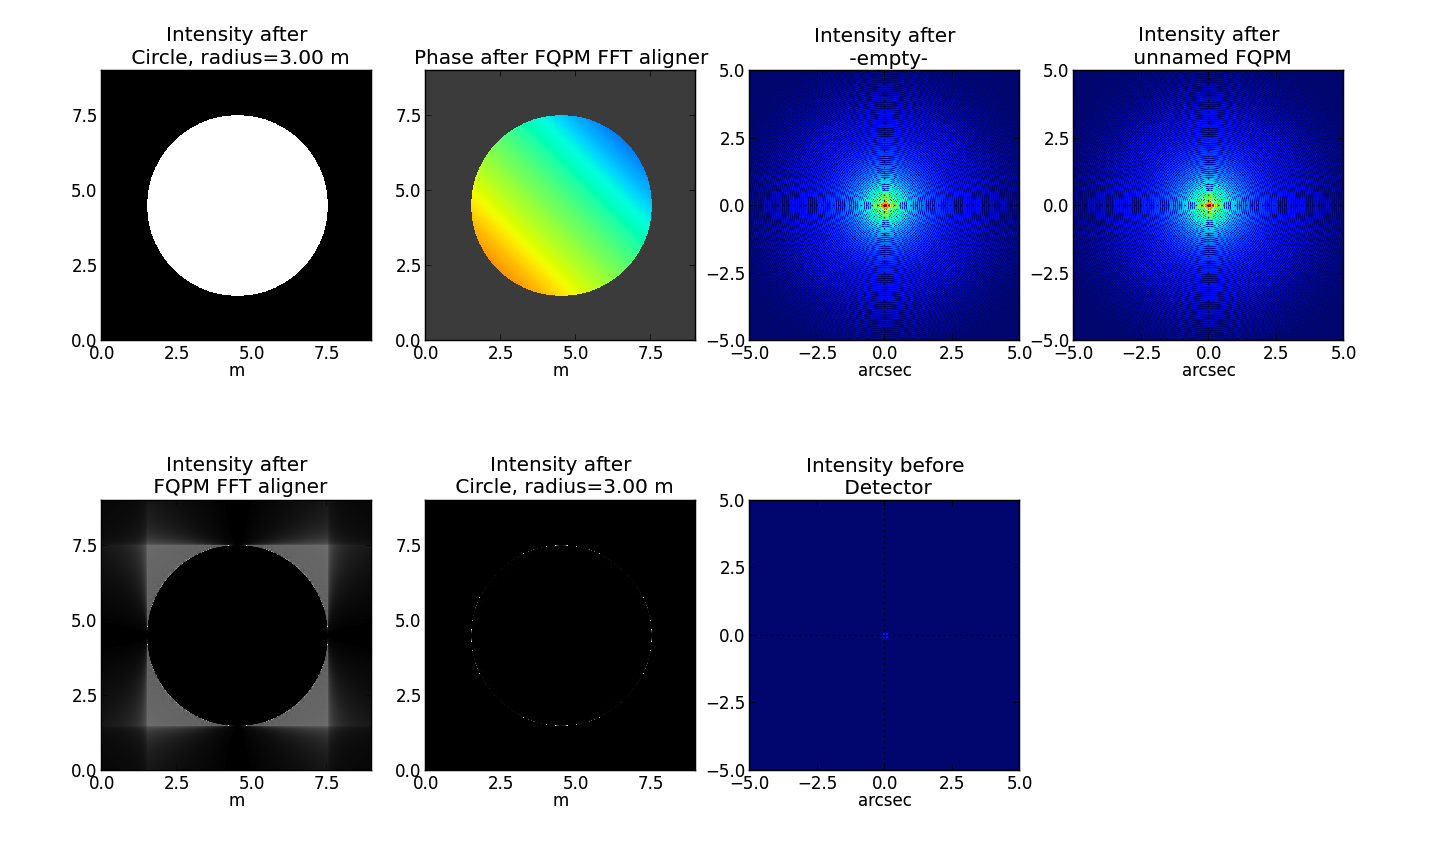 Intensity after
Circle, radius=3.00 m
Phase after FQPM FFT aligner
Intensity after
-empty-
Intensity after
unnamed FQPM
7.5
5.0
2.5
0.0
0.0 2.5 5.0 7.5
m
7.5
5.0
2.5
0.0
0.0 2.5 5.0 7.5
m
5.0
2.5
0.0
−2.5
−5.0
−5.0 −2.5 0.0 2.5 5.0
arcsec
5.0
2.5
0.0
−2.5
−5.0
−5.0 −2.5 0.0 2.5 5.0
arcsec
Intensity after
FQPM FFT aligner
Intensity after
Circle, radius=3.00 m
Intensity before
Detector
7.5
5.0
2.5
0.0
0.0 2.5 5.0 7.5
m
7.5
5.0
2.5
0.0
0.0 2.5 5.0 7.5
m
5.0
2.5
0.0
−2.5
−5.0
−5.0 −2.5 0.0 2.5 5.0
arcsec